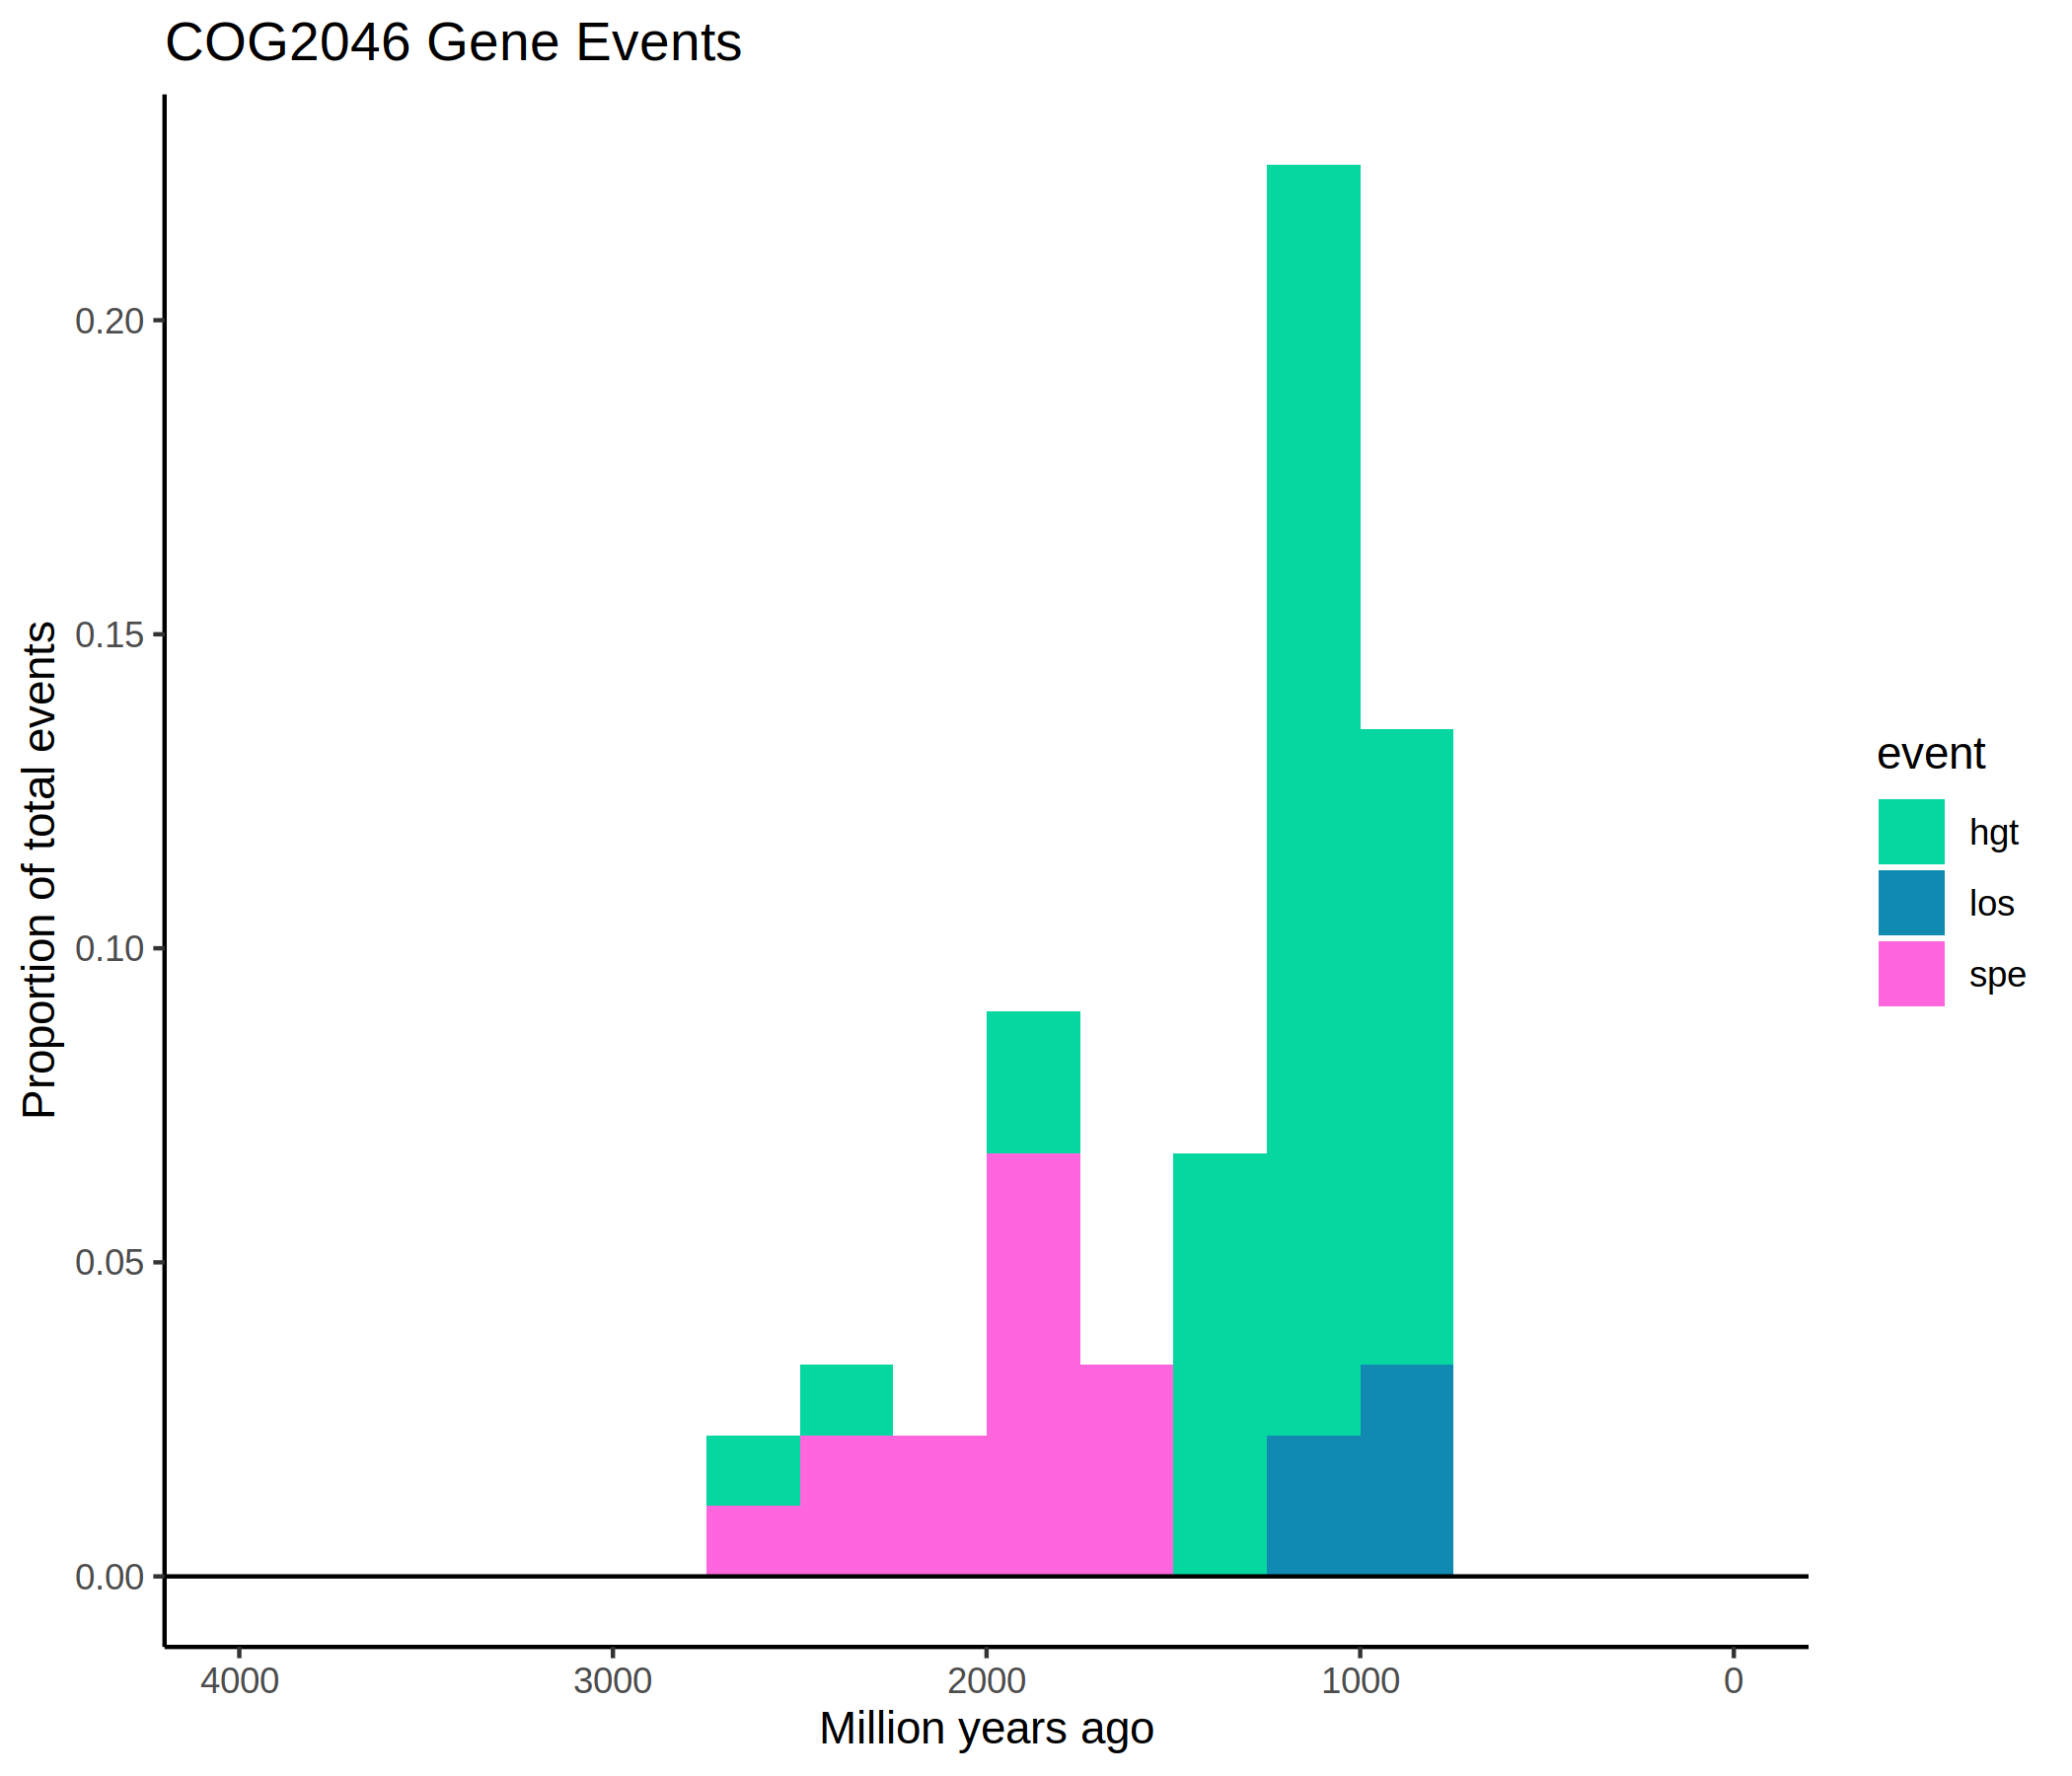 COG2046 Gene Events
Proportion of total events
0.20
0.15
0.10
0.05
0.00
4000 3000 2000 1000 0
Million years ago
event
hgt
los
spe